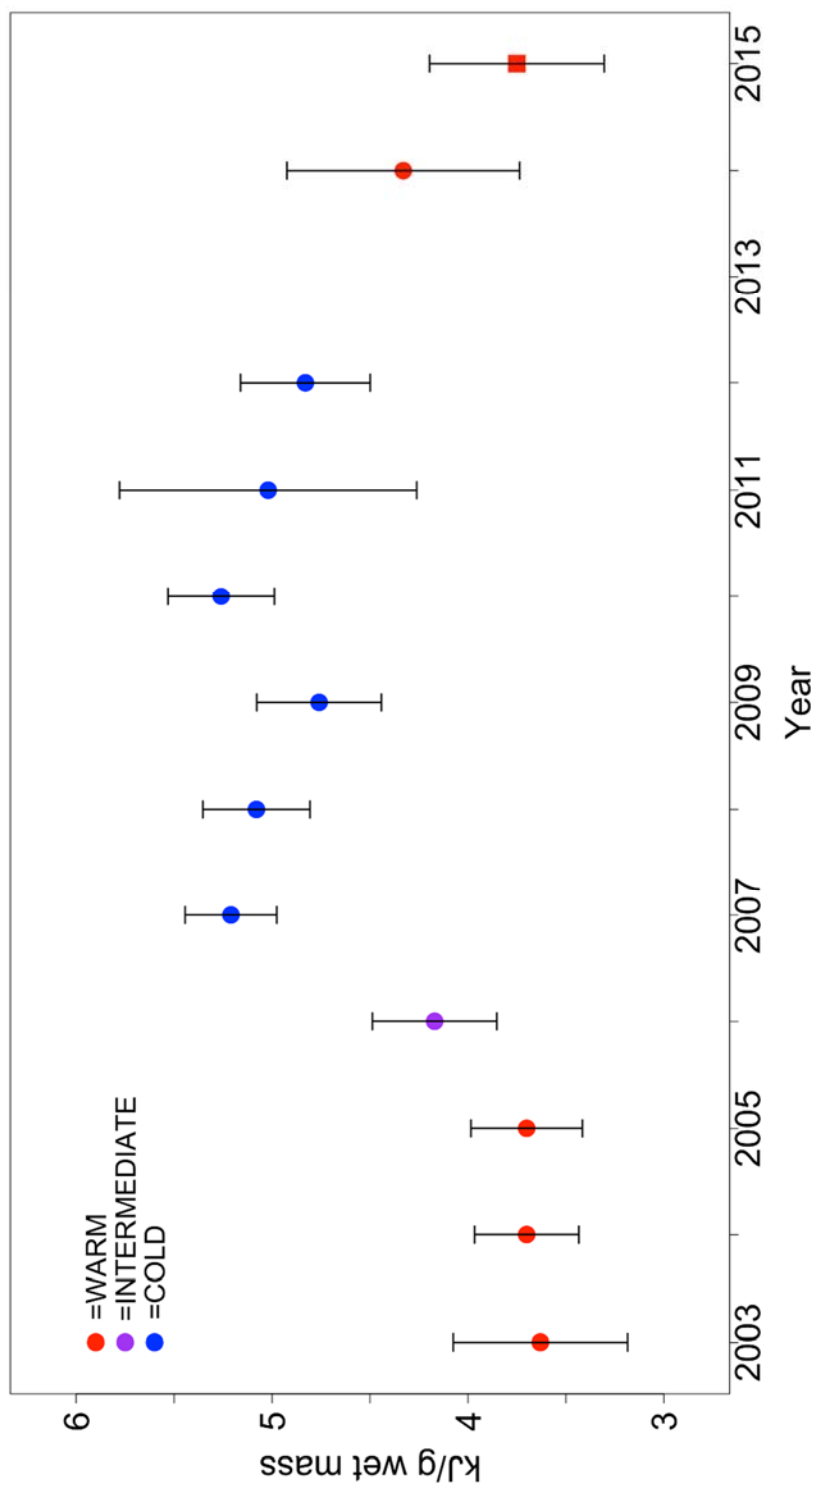 =WARM
=INTERMEDIATE
=COLD
6
5
4
3
kJ/g wet mass
2003
2005
2007
2009
2011
2013
2015
Year